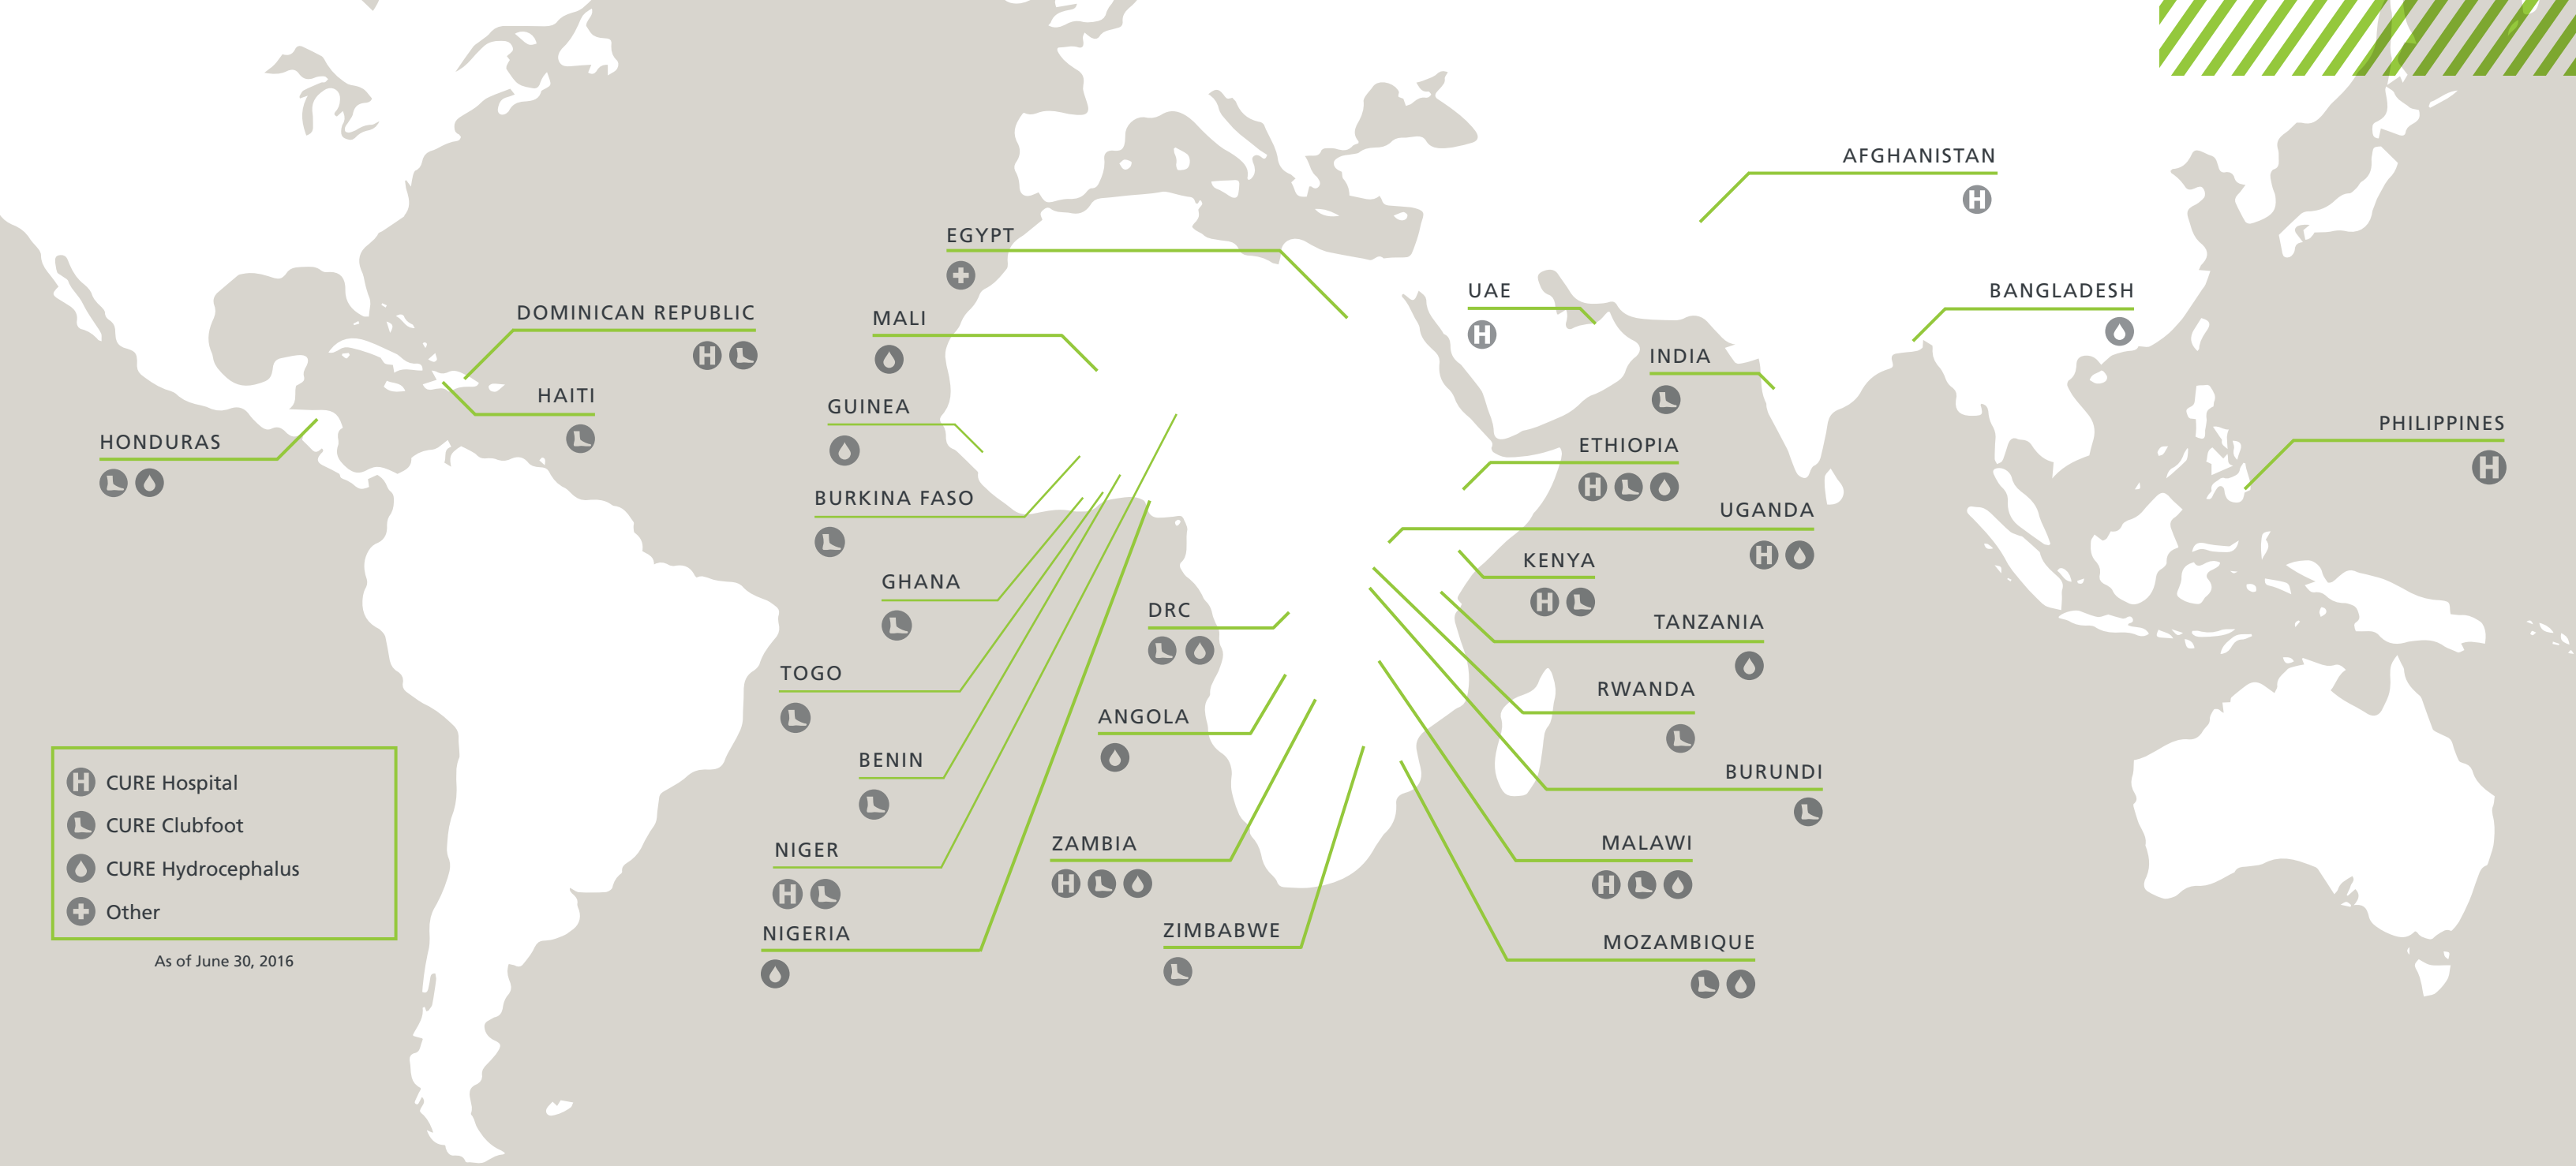 AFGHANISTAN
EGYPT
UAE
BANGLADESH
DOMINICAN REPUBLIC
MALI
INDIA
HAITI
GUINEA
PHILIPPINES
HONDURAS
ETHIOPIA
BURKINA FASO
UGANDA
KENYA
GHANA
DRC
TANZANIA
TOGO
RWANDA
ANGOLA
BENIN
BURUNDI
NIGER
ZAMBIA
MALAWI
NIGERIA
ZIMBABWE
MOZAMBIQUE
H CURE Hospital
CURE Clubfoot
CURE Hydrocephalus
Other
As of June 30, 2016